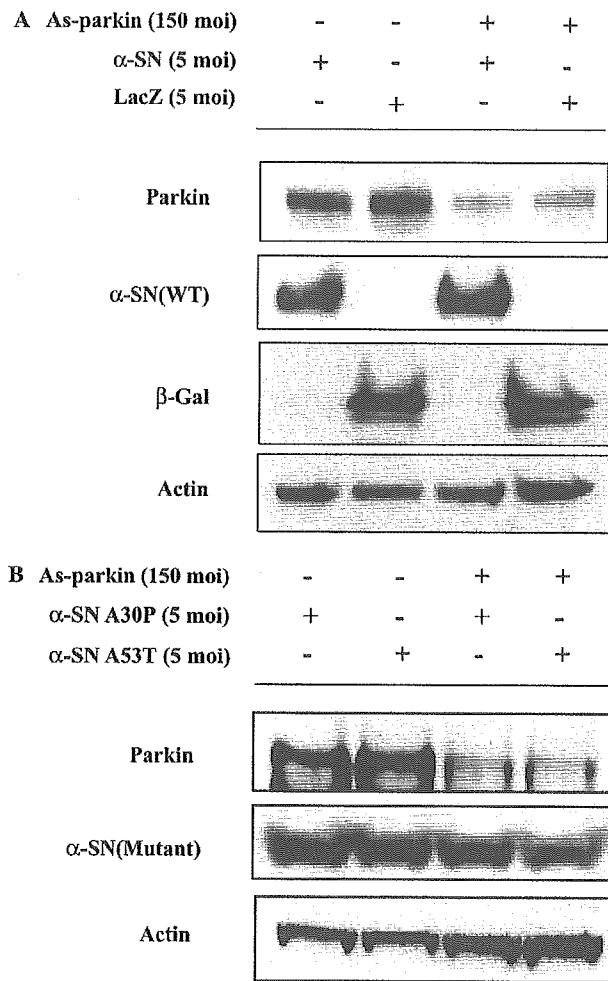 A As-parkin (150 moi) - - + +
α-SN (5 moi) + - + -
LacZ (5 moi) - + - +
Parkin
α-SN(WT)
β-Gal
Actin
B As-parkin (150 moi) - - + +
α-SN A30P (5 moi) + - + -
α-SN A53T (5 moi) - + - +
Parkin
α-SN(Mutant)
Actin